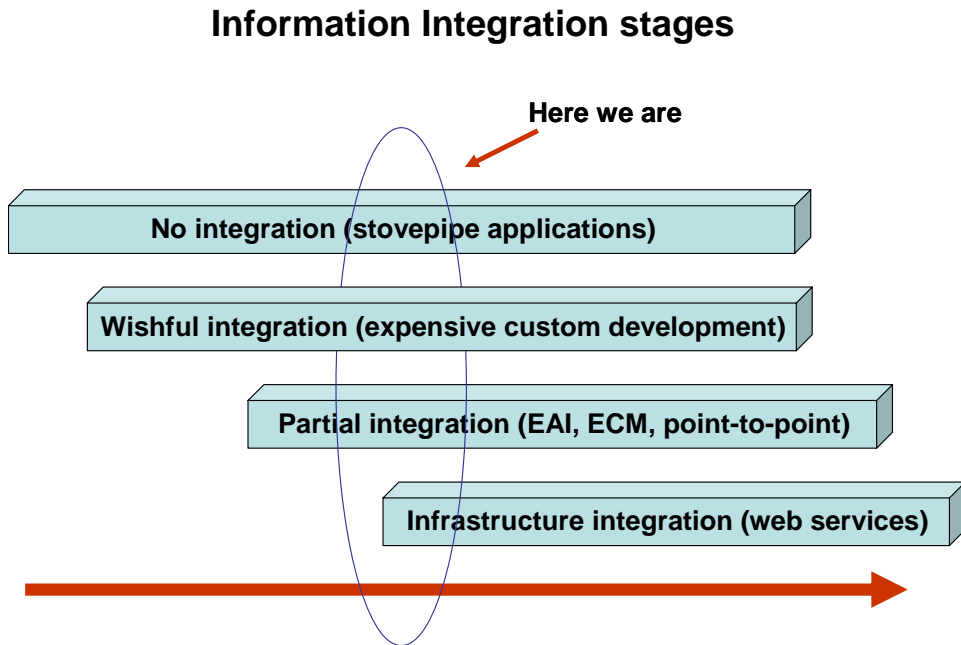 Information Integration stages
Here we are
No integration (stovepipe applications)
Wishful integration (expensive custom development)
Partial integration (EAI, ECM, point-to-point)
Infrastructure integration (web services)